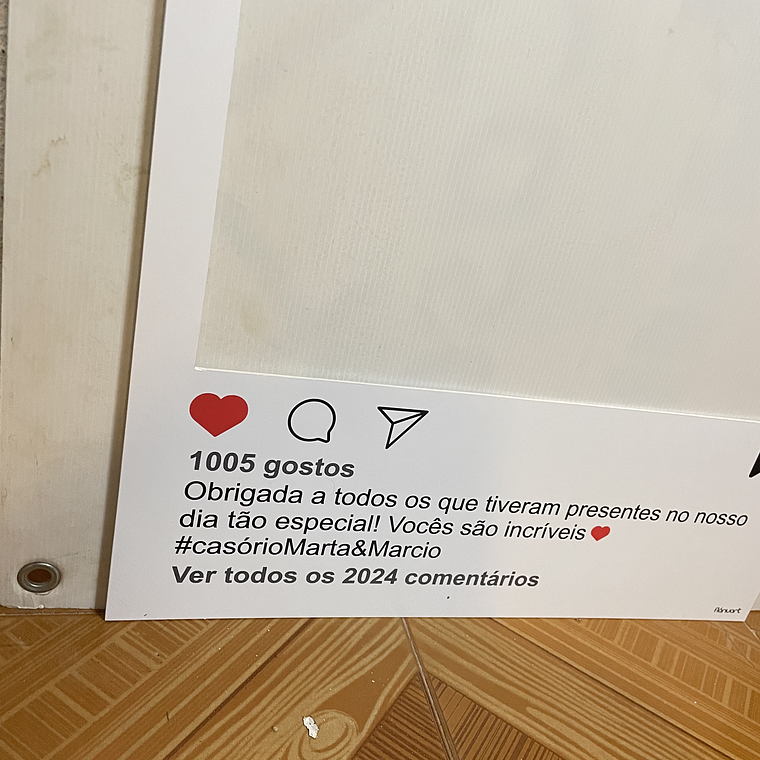 1005 gostos
Obrigada a todos os que tiveram presentes no nosso
dia tão especial! Vocês são incríveis ❤
#casórioMarta&Marcio
Ver todos os 2024 comentários